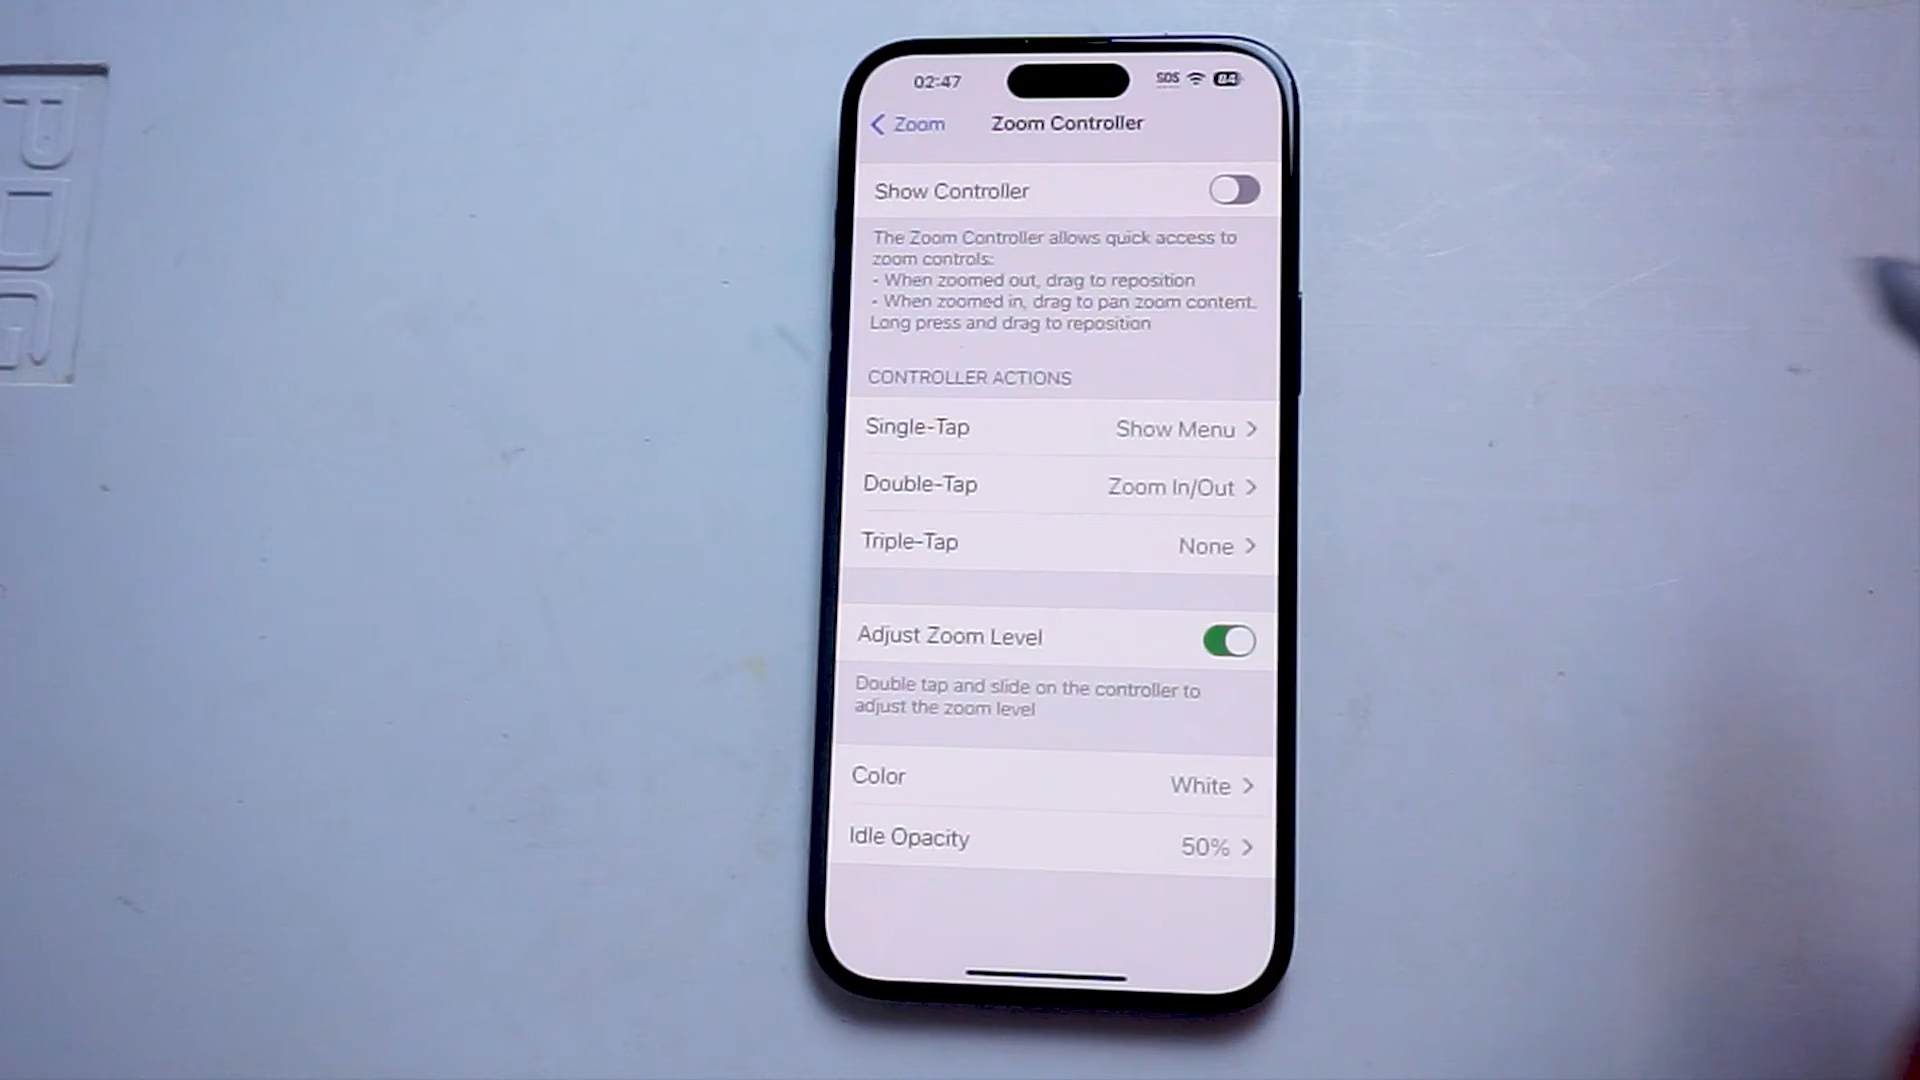 PDG
02:47
SOS
Zoom
Zoom Controller
Show Controller
The Zoom Controller allows quick access to
zoom controls:
- When zoomed out, drag to reposition
- When zoomed in, drag to pan zoom content.
Long press and drag to reposition
CONTROLLER ACTIONS
Single-Tap
Show Menu
Double-Tap
Zoom In/Out
Triple-Tap
None
Adjust Zoom Level
Double tap and slide on the controller to
adjust the zoom level
Color
White
Idle Opacity
50%